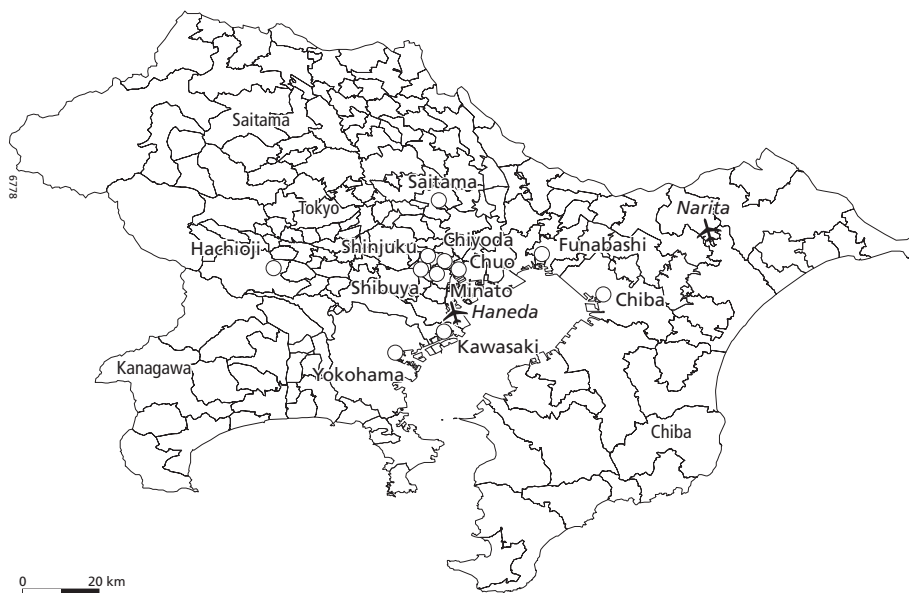 Saitama
6778
Saitama
Tokyo
Narita
Hachioji
Shinjuku
Chiyoda
Funabashi
Chuo
Shibuya
Minato
Chiba
Haneda
Kawasaki
Kanagawa
Yokohama
Chiba
0 20 km